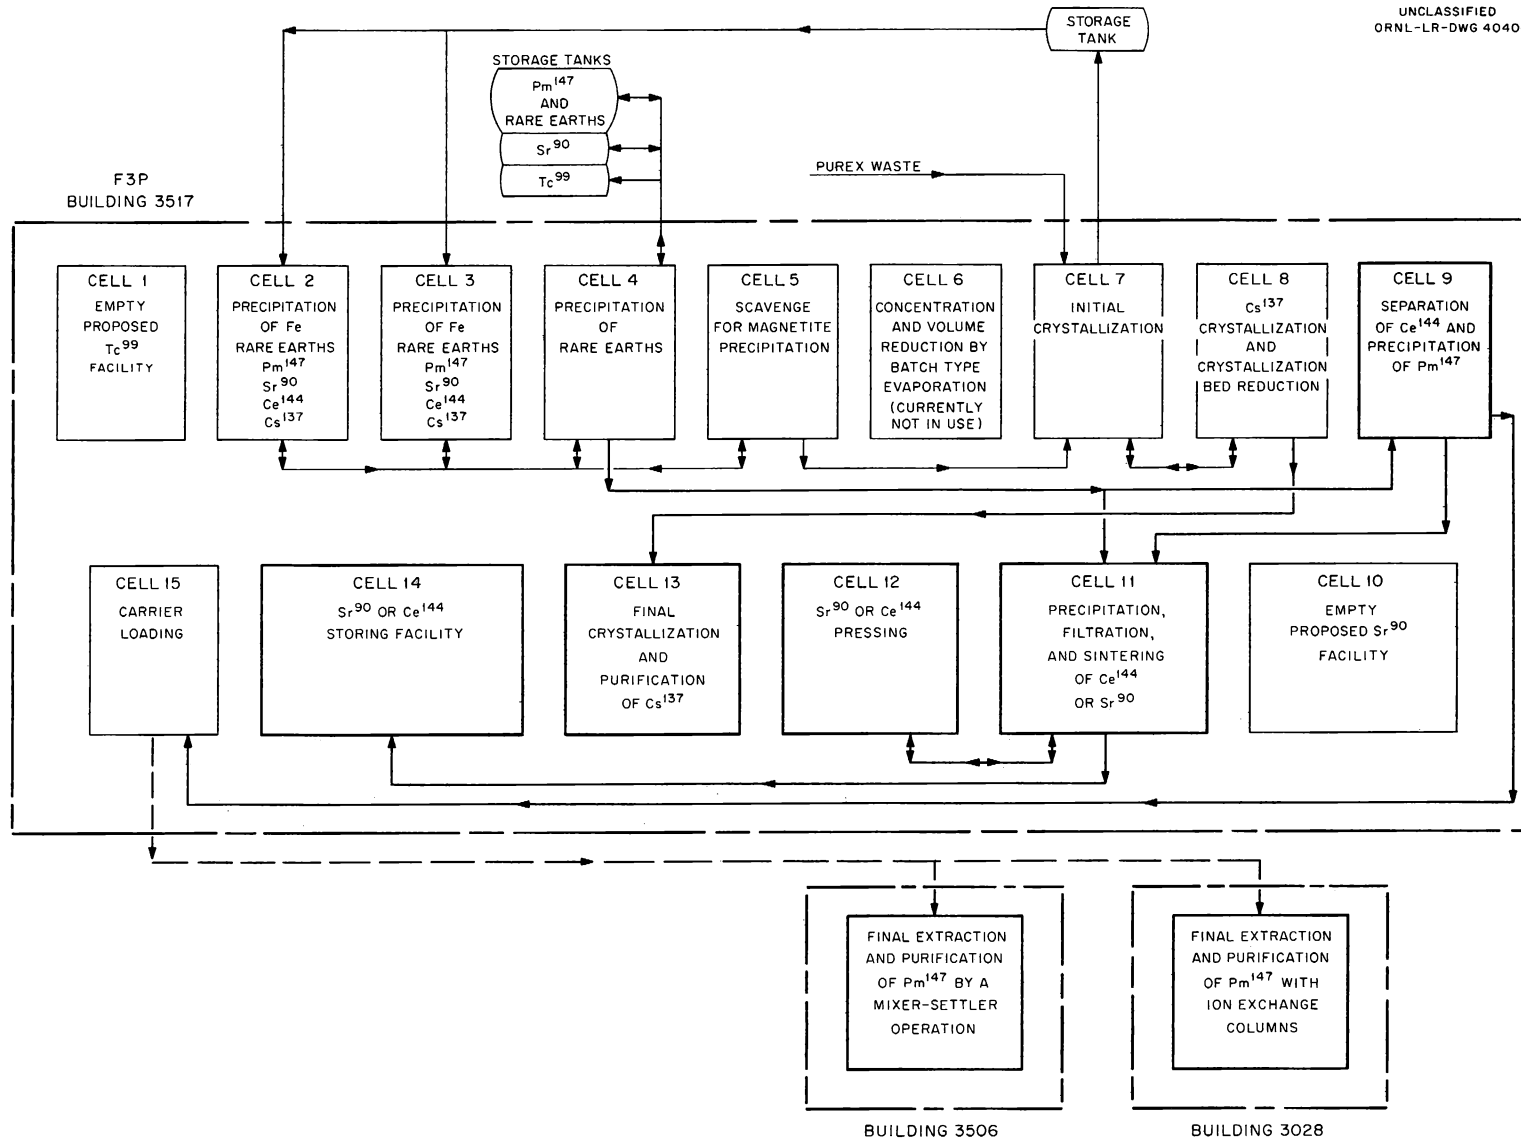 UNCLASSIFIED
ORNL-LR-DWG 4040
STORAGE
TANK
STORAGE TANKS
Pm147
AND
RARE EARTHS
Sr90
Tc99
PUREX WASTE
F3P
BUILDING 3517
CELL 1
EMPTY
PROPOSED
Tc99
FACILITY
CELL 2
PRECIPITATION
OF Fe
RARE EARTHS
Pm147
Sr90
Ce144
Cs137
CELL 3
PRECIPITATION
OF Fe
RARE EARTHS
Pm147
Sr90
Ce144
Cs137
CELL 4
PRECIPITATION
OF
RARE EARTHS
CELL 5
SCAVENGE
FOR MAGNETITE
PRECIPITATION
CELL 6
CONCENTRATION
AND VOLUME
REDUCTION BY
BATCH TYPE
EVAPORATION
(CURRENTLY
NOT IN USE)
CELL 7
INITIAL
CRYSTALLIZATION
CELL 8
Cs137
CRYSTALLIZATION
AND
CRYSTALLIZATION
BED REDUCTION
CELL 9
SEPARATION
OF Ce144 AND
PRECIPITATION
OF Pm147
CELL 15
CARRIER
LOADING
CELL 14
Sr90 OR Ce144
STORING FACILITY
CELL 13
FINAL
CRYSTALLIZATION
AND
PURIFICATION
OF Cs137
CELL 12
Sr90 OR Ce144
PRESSING
CELL 11
PRECIPITATION,
FILTRATION,
AND SINTERING
OF Ce144
OR Sr90
CELL 10
EMPTY
PROPOSED Sr90
FACILITY
FINAL EXTRACTION
AND PURIFICATION
OF Pm147 BY A
MIXER-SETTLER
OPERATION
FINAL EXTRACTION
AND PURIFICATION
OF Pm147 WITH
ION EXCHANGE
COLUMNS
BUILDING 3506
BUILDING 3028